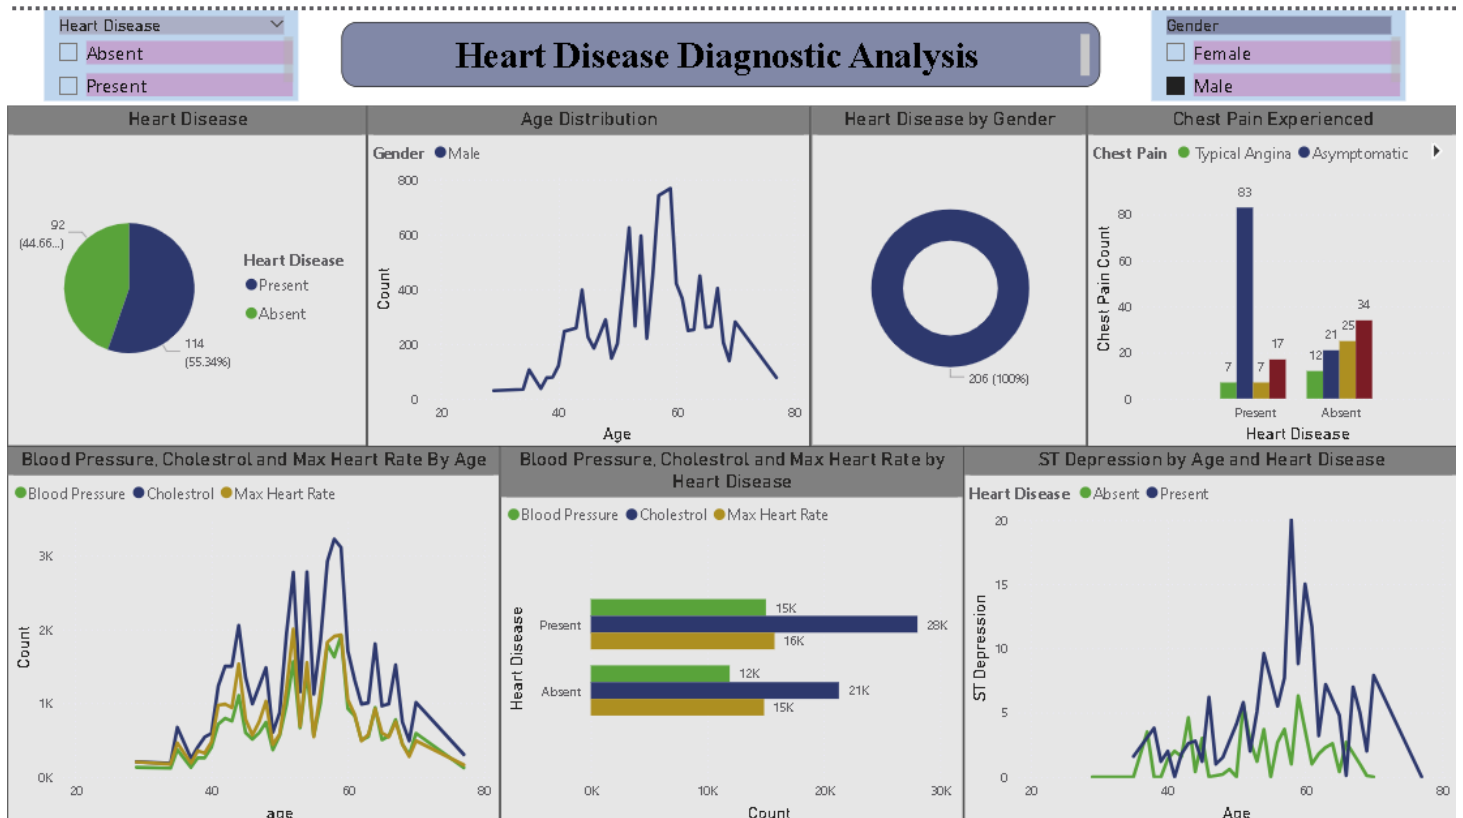 Heart Disease
Absent
Present
Heart Disease Diagnostic Analysis
Gender
Female
Male
Heart Disease
92
(44.66...)
Heart Disease
Present
Absent
114
(55.34%)
Age Distribution
Gender Male
800
600
400
200
0
Count
20 40 60 80
Age
Heart Disease by Gender
206 (100%)
Chest Pain Experienced
Chest Pain Typical Angina Asymptomatic
80
60
40
20
0
Chest Pain Count
7 83 7 17 12 21 25 34
Present Absent
Heart Disease
Blood Pressure, Cholestrol and Max Heart Rate By Age
Blood Pressure Cholestrol Max Heart Rate
3K
2K
1K
0K
Count
20 40 60 80
age
Blood Pressure, Cholestrol and Max Heart Rate by
Heart Disease
Blood Pressure Cholestrol Max Heart Rate
Heart Disease
Present
15K
28K
16K
Absent
12K
21K
15K
0K 10K 20K 30K
Count
ST Depression by Age and Heart Disease
Heart Disease Absent Present
20
15
10
5
0
ST Depression
20 40 60 80
Age